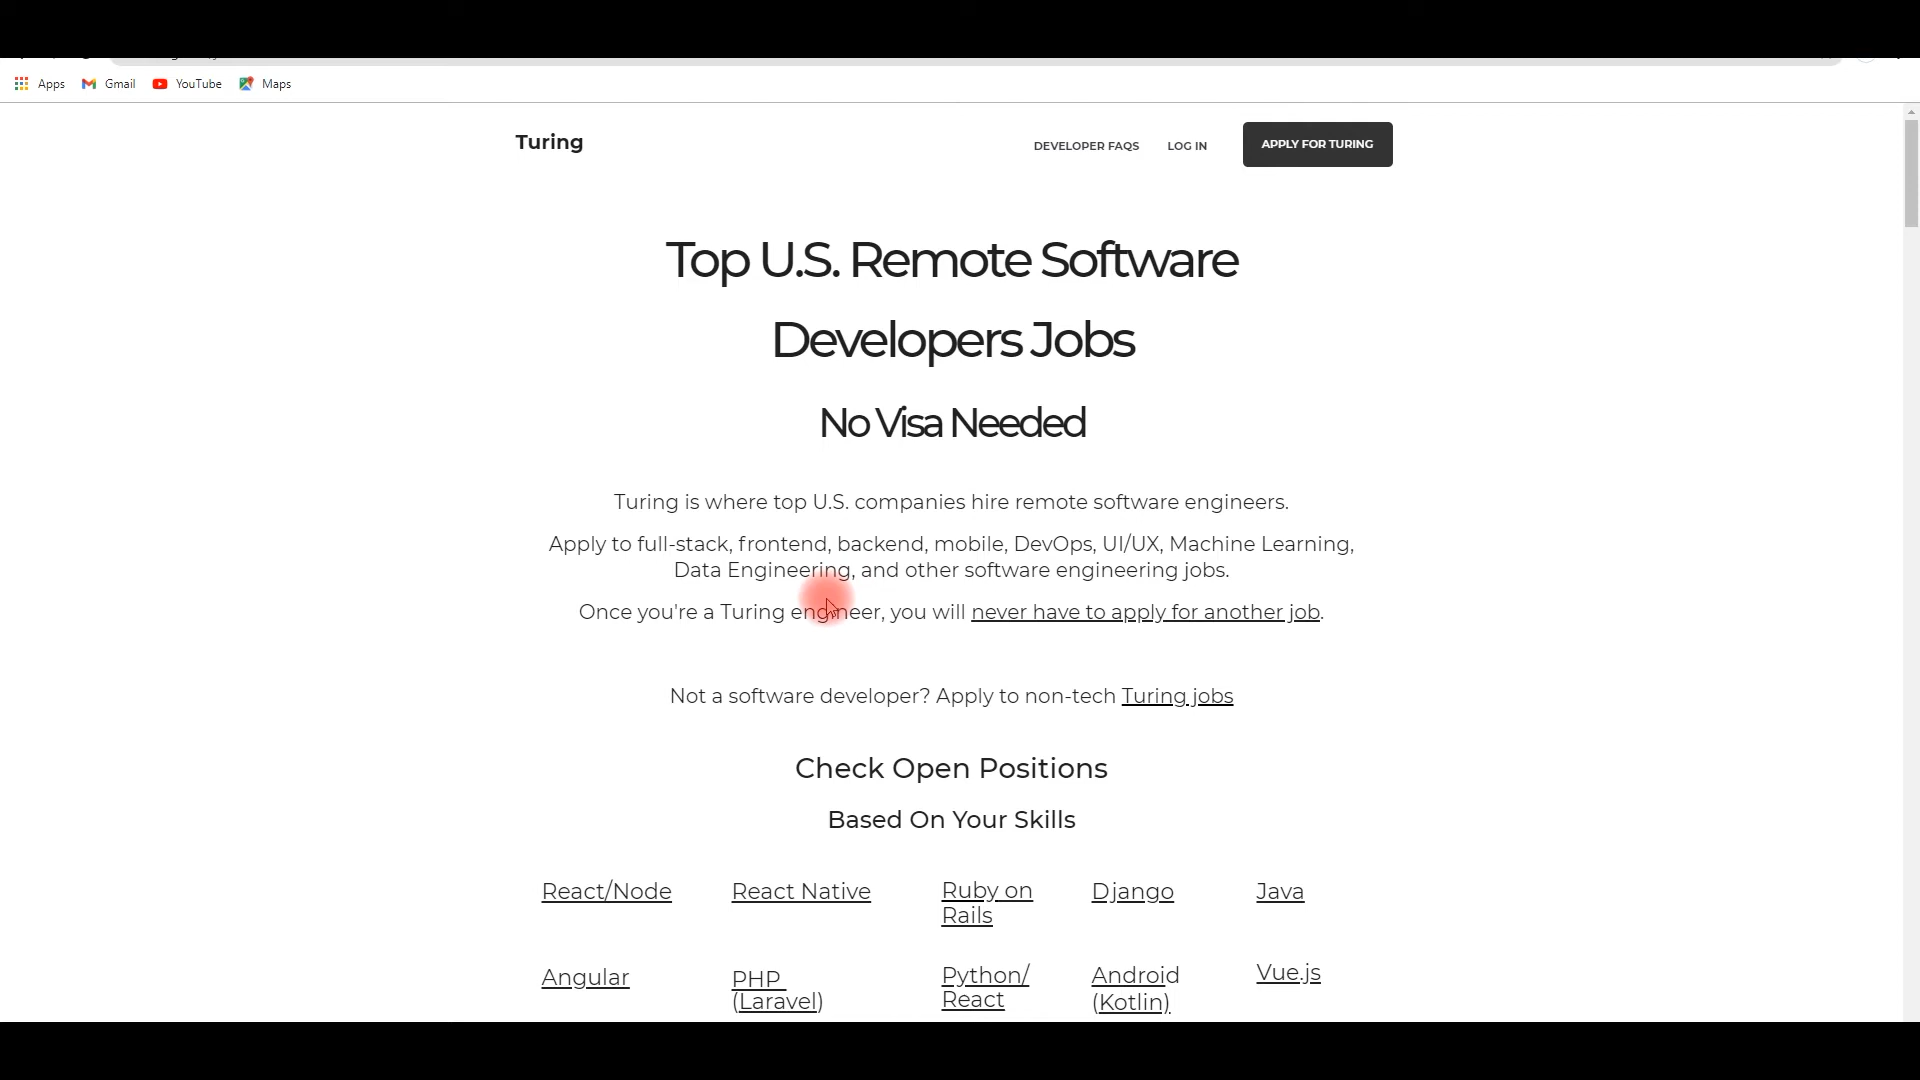 Apps Gmail YouTube Maps
Turing DEVELOPER FAQS LOG IN APPLY FOR TURING
Top U.S. Remote Software
Developers Jobs
No Visa Needed
Turing is where top U.S. companies hire remote software engineers.
Apply to full-stack, frontend, backend, mobile, DevOps, UI/UX, Machine Learning,
Data Engineering, and other software engineering jobs.
Once you're a Turing engineer, you will never have to apply for another job.
Not a software developer? Apply to non-tech Turing jobs
Check Open Positions
Based On Your Skills
React/Node React Native Ruby on Django Java
Rails
Angular PHP Python/ Android Vue.js
(Laravel) React (Kotlin)